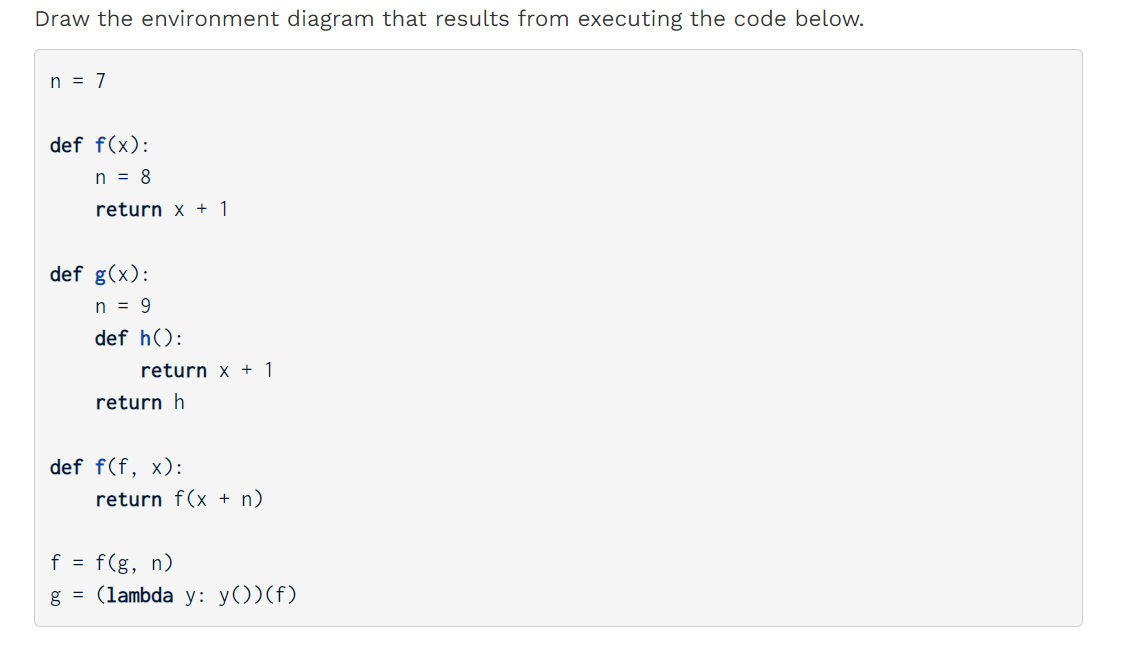 Draw the environment diagram that results from executing the code below.
n = 7
def f(x):
    n = 8
    return x + 1
def g(x):
    n = 9
    def h():
        return x + 1
    return h
def f(f, x):
    return f(x + n)
f = f(g, n)
g = (lambda y: y())(f)